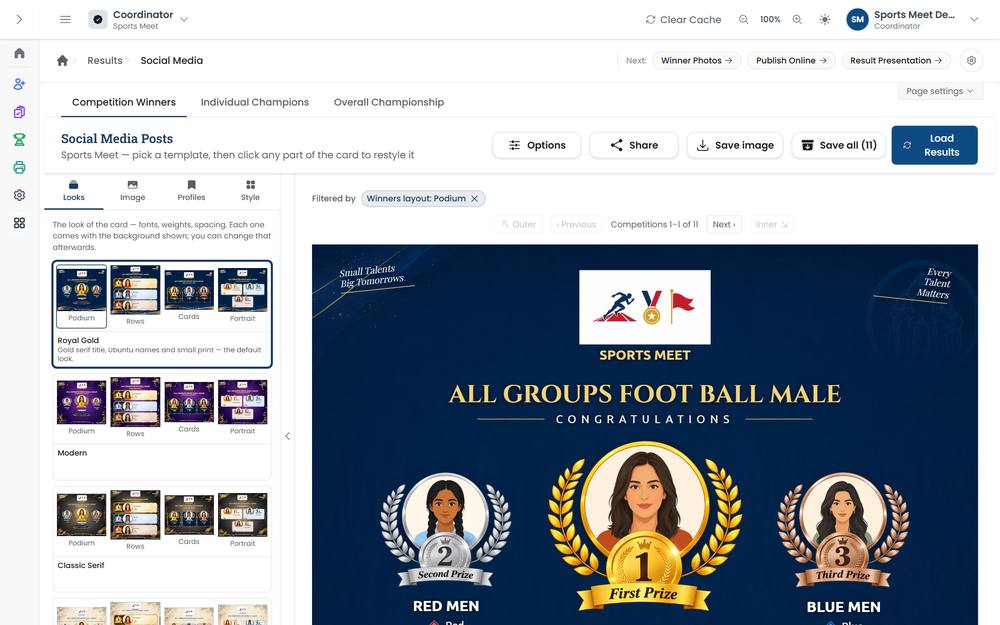 Coordinator
Sports Meet
Clear Cache
100%
SM
Sports Meet De...
Coordinator
Results
Social Media
Next:
Winner Photos →
Publish Online →
Result Presentation →
Page settings
Competition Winners
Individual Champions
Overall Championship
Social Media Posts
Sports Meet — pick a template, then click any part of the card to restyle it
Options
Share
Save image
Save all (11)
Load
Results
Looks
Image
Profiles
Style
The look of the card — fonts, weights, spacing. Each one
comes with the background shown; you can change that
afterwards.
Podium
Rows
Cards
Portrait
Royal Gold
Gold serif title, Ubuntu names and small print — the default
look.
Podium
Rows
Cards
Portrait
Modern
Podium
Rows
Cards
Portrait
Classic Serif
Filtered by
Winners layout: Podium
Outer
‹ Previous
Competitions 1–1 of 11
Next ›
Inner
Small Talents
Big Tomorrows
Every
Talent
Matters
SPORTS MEET
ALL GROUPS FOOT BALL MALE
CONGRATULATIONS
2
Second Prize
1
First Prize
3
Third Prize
RED MEN
BLUE MEN
Red
Blue